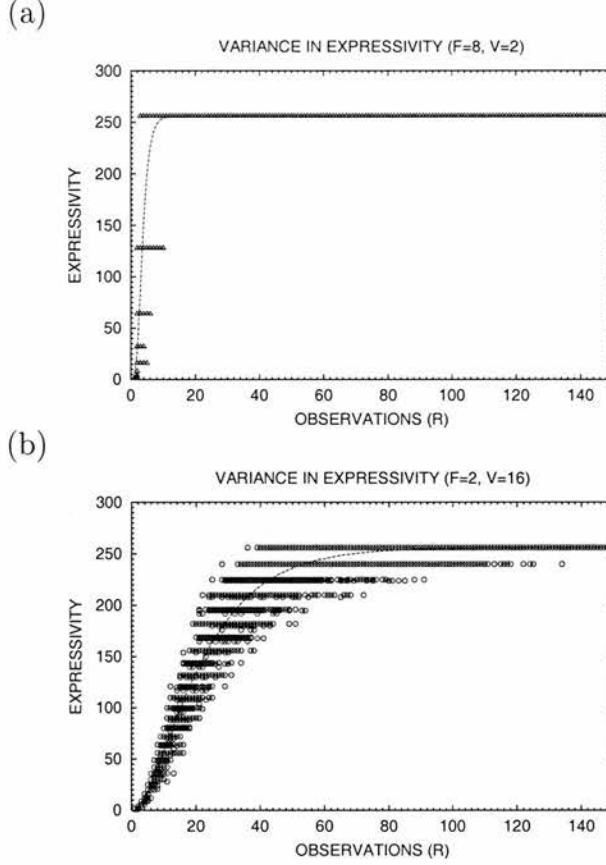 (a)
VARIANCE IN EXPRESSIVITY (F=8, V=2)
300
250
200
150
100
50
0
EXPRESSIVITY
0 20 40 60 80 100 120 140
OBSERVATIONS (R)
(b)
VARIANCE IN EXPRESSIVITY (F=2, V=16)
300
250
200
150
100
50
0
EXPRESSIVITY
0 20 40 60 80 100 120 140
OBSERVATIONS (R)